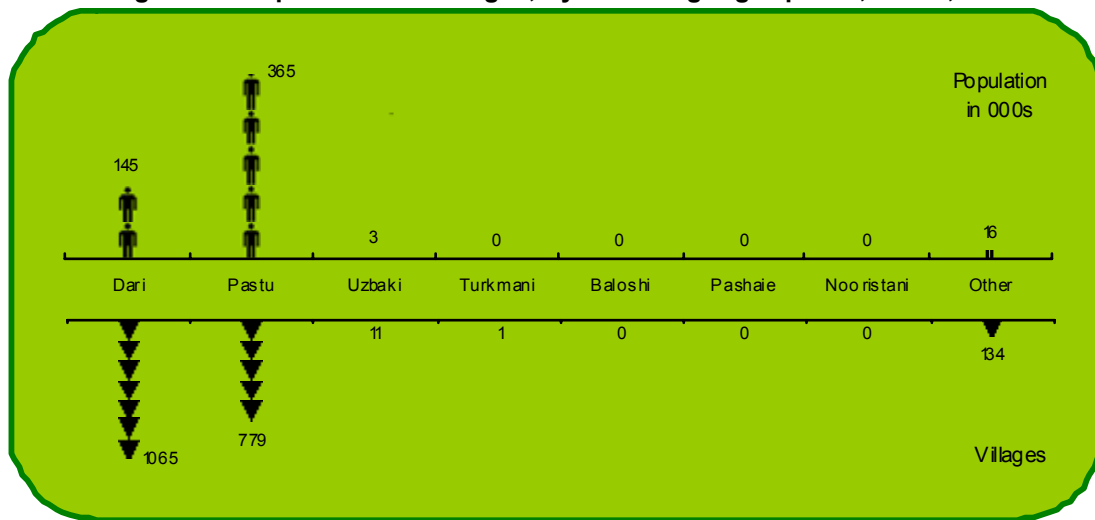 365
Population
in 000s
145
3 0 0 0 0 16
Dari Pastu Uzbaki Turkmani Baloshi Pashaie Nooristani Other
11 1 0 0 0 134
779
1065 Villages